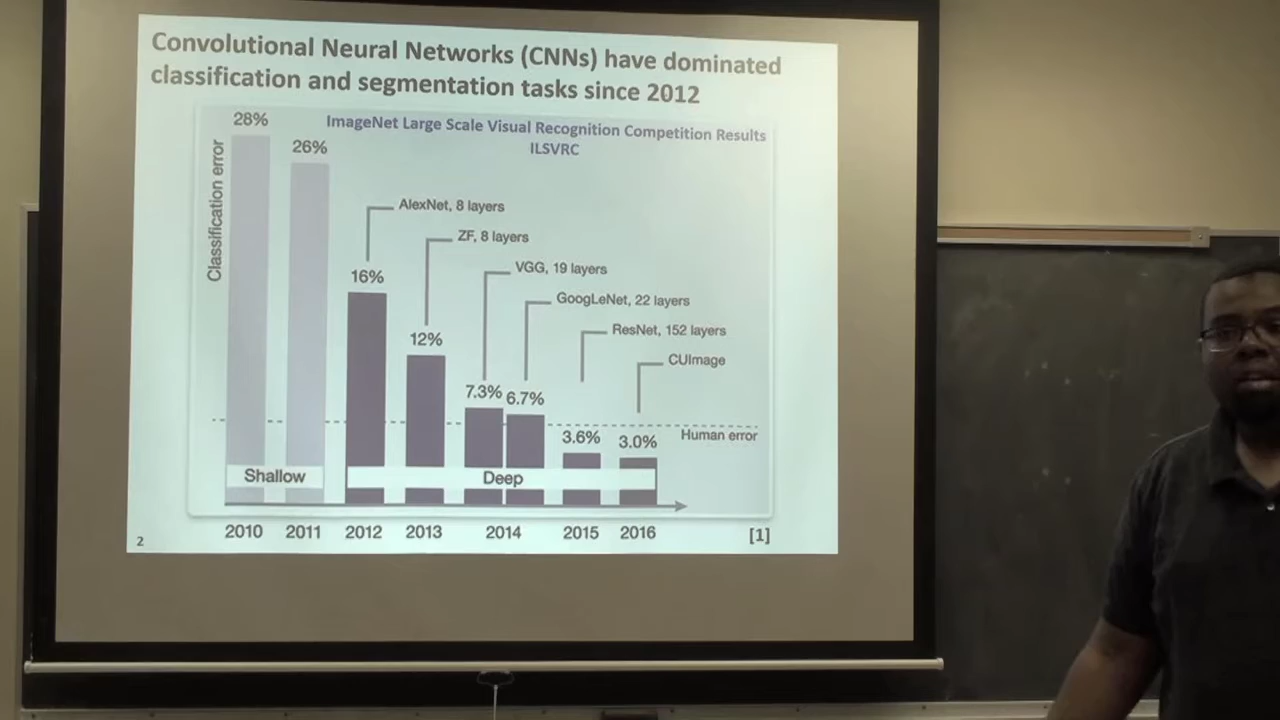 Convolutional Neural Networks (CNNs) have dominated
classification and segmentation tasks since 2012
ImageNet Large Scale Visual Recognition Competition Results
ILSVRC
Classification error
28%
26%
AlexNet, 8 layers
ZF, 8 layers
16%
VGG, 19 layers
GoogLeNet, 22 layers
12%
ResNet, 152 layers
CUImage
7.3%
6.7%
3.6%
3.0%
Human error
Shallow
Deep
2010
2011
2012
2013
2014
2015
2016
[1]
2